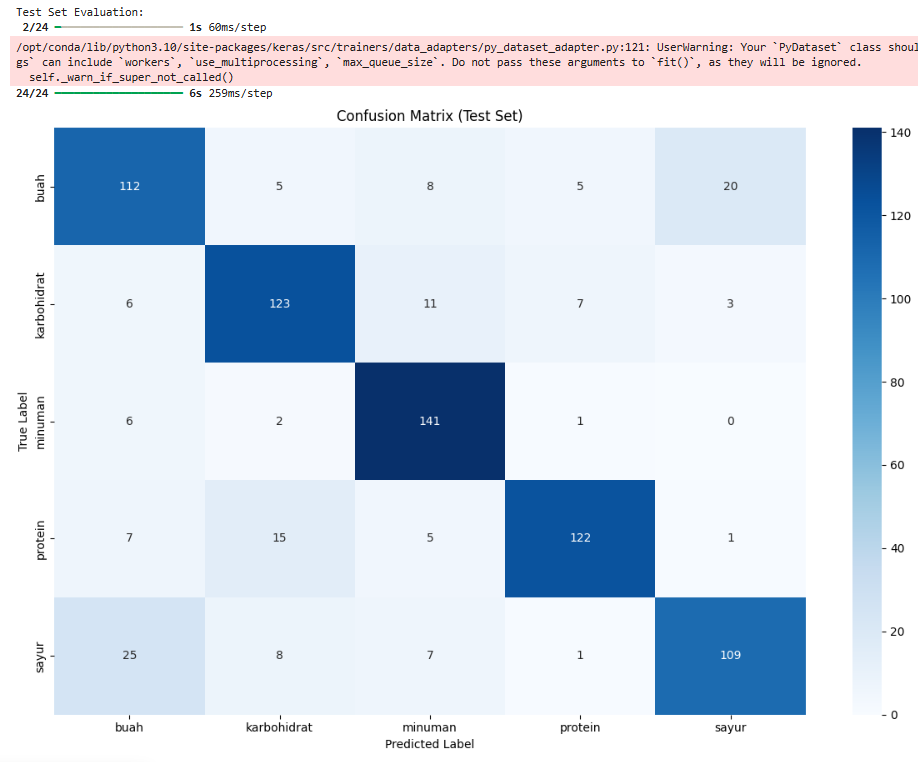 Test Set Evaluation:
2/24 1s 60ms/step
/opt/conda/lib/python3.10/site-packages/keras/src/trainers/data_adapters/py_dataset_adapter.py:121: UserWarning: Your `PyDataset` class
gs` can include `workers`, `use_multiprocessing`, `max_queue_size`. Do not pass these arguments to `fit()`, as they will be ignored.
self._warn_if_super_not_called()
24/24 6s 259ms/step
Confusion Matrix (Test Set)
140
buah 112 5 8 5 20
120
100
karbohidrat 6 123 11 7 3
80
True Label
minuman 6 2 141 1 0
60
protein 7 15 5 122 1
40
20
sayur 25 8 7 1 109
0
buah karbohidrat minuman protein sayur
Predicted Label